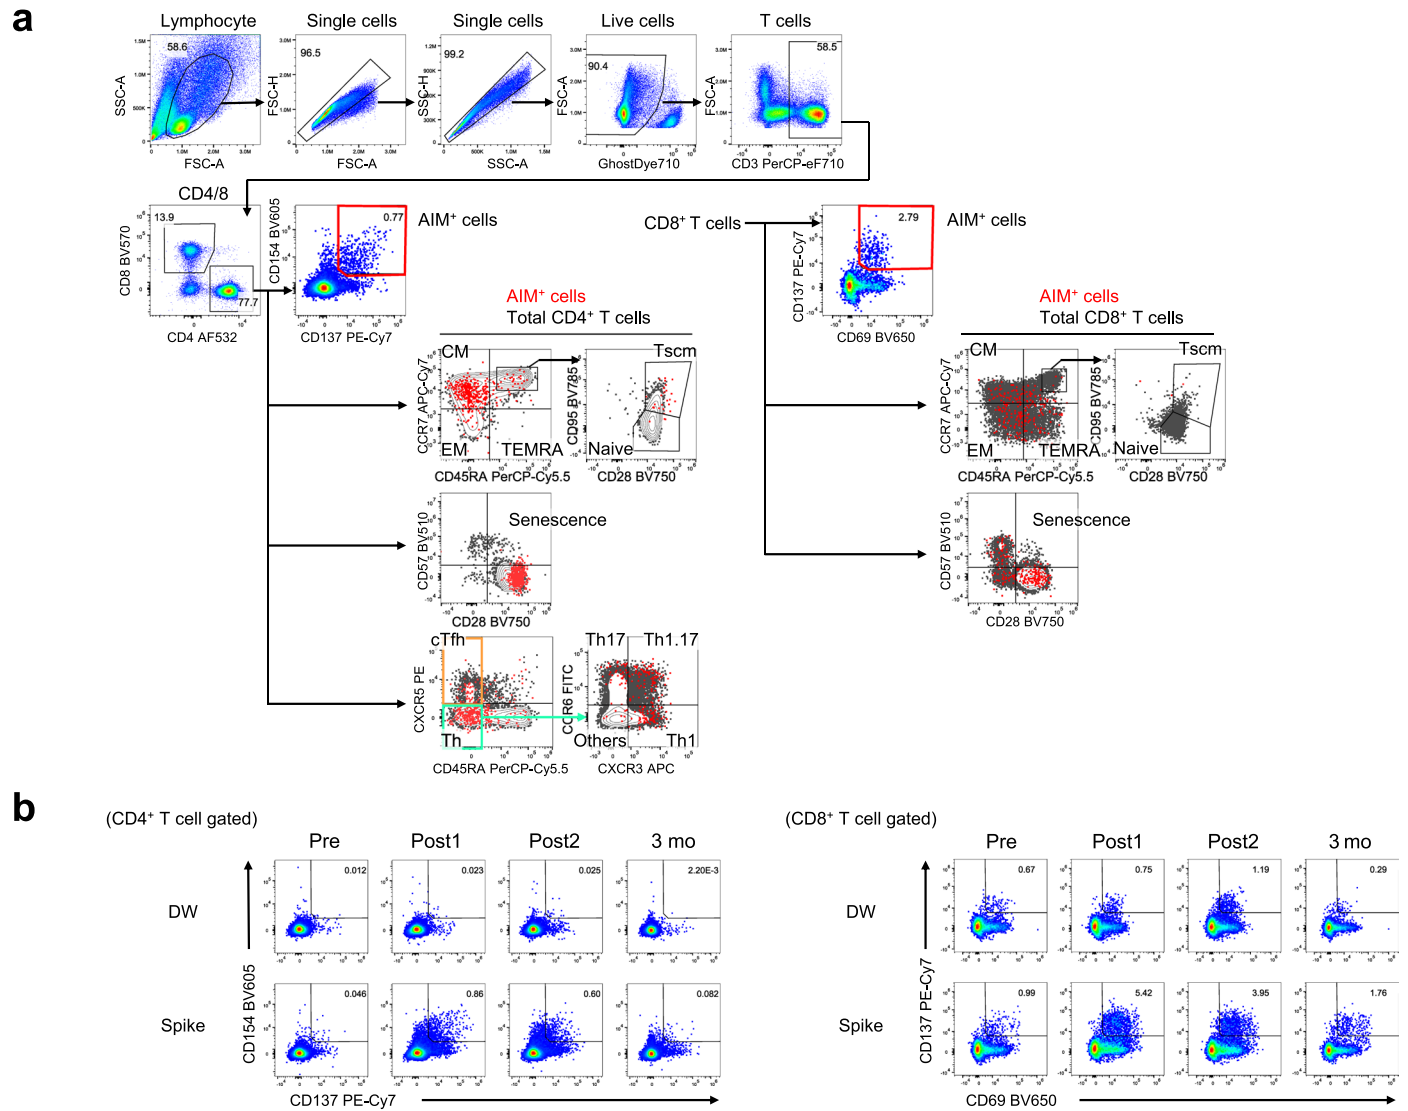 a
Lymphocyte
Single cells
Single cells
Live cells
T cells
58.6
96.5
99.2
90.4
58.5
SSC-A
FSC-H
SSC-H
FSC-A
FSC-A
FSC-A
FSC-A
SSC-A
GhostDye710
CD3 PerCP-eF710
CD4/8
13.9
77.7
CD8 BV570
CD4 AF532
CD154 BV605
0.77
CD137 PE-Cy7
AIM⁺ cells
CD8⁺ T cells
CD137 PE-Cy7
2.79
CD69 BV650
AIM⁺ cells
AIM⁺ cells
Total CD4⁺ T cells
AIM⁺ cells
Total CD8⁺ T cells
CM
EM
TEMRA
CCR7 APC-Cy7
CD45RA PerCP-Cy5.5
Tscm
Naive
CD95 BV785
CD28 BV750
CM
EM
TEMRA
CCR7 APC-Cy7
CD45RA PerCP-Cy5.5
Tscm
Naive
CD95 BV785
CD28 BV750
Senescence
CD57 BV510
CD28 BV750
Senescence
CD57 BV510
CD28 BV750
cTfh
Th
CXCR5 PE
CD45RA PerCP-Cy5.5
Th17
Th1.17
Others
Th1
CCR6 FITC
CXCR3 APC
b
(CD4⁺ T cell gated)
Pre
Post1
Post2
3 mo
DW
0.012
0.023
0.025
2.20E-3
Spike
0.046
0.86
0.60
0.082
CD154 BV605
CD137 PE-Cy7
(CD8⁺ T cell gated)
Pre
Post1
Post2
3 mo
DW
0.67
0.75
1.19
0.29
Spike
0.99
5.42
3.95
1.76
CD137 PE-Cy7
CD69 BV650